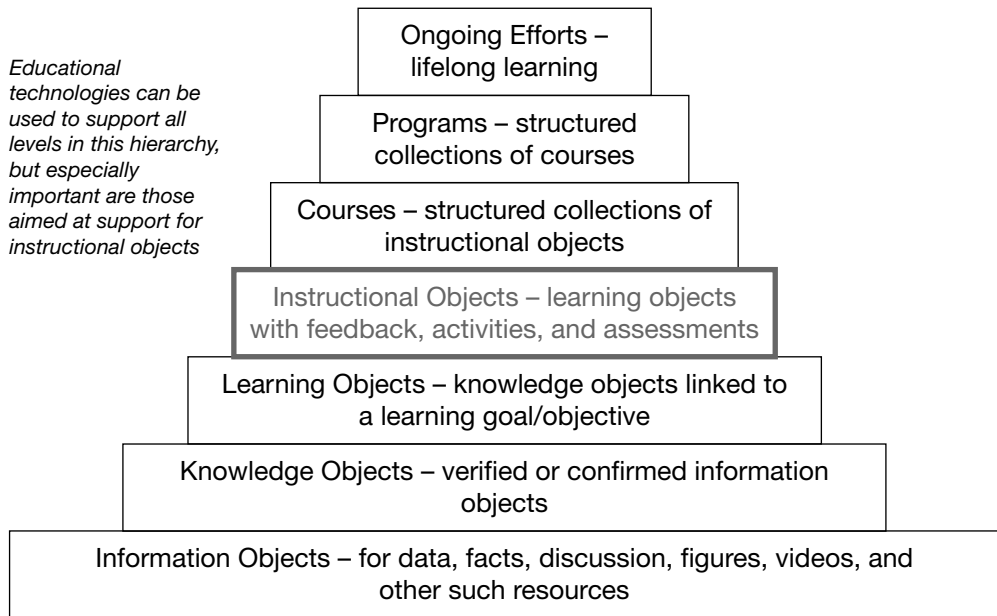 Educational
technologies can be
used to support all
levels in this hierarchy,
but especially
important are those
aimed at support for
instructional objects
Ongoing Efforts –
lifelong learning
Programs – structured
collections of courses
Courses – structured collections of
instructional objects
Instructional Objects – learning objects
with feedback, activities, and assessments
Learning Objects – knowledge objects linked to
a learning goal/objective
Knowledge Objects – verified or confirmed information
objects
Information Objects – for data, facts, discussion, figures, videos, and
other such resources